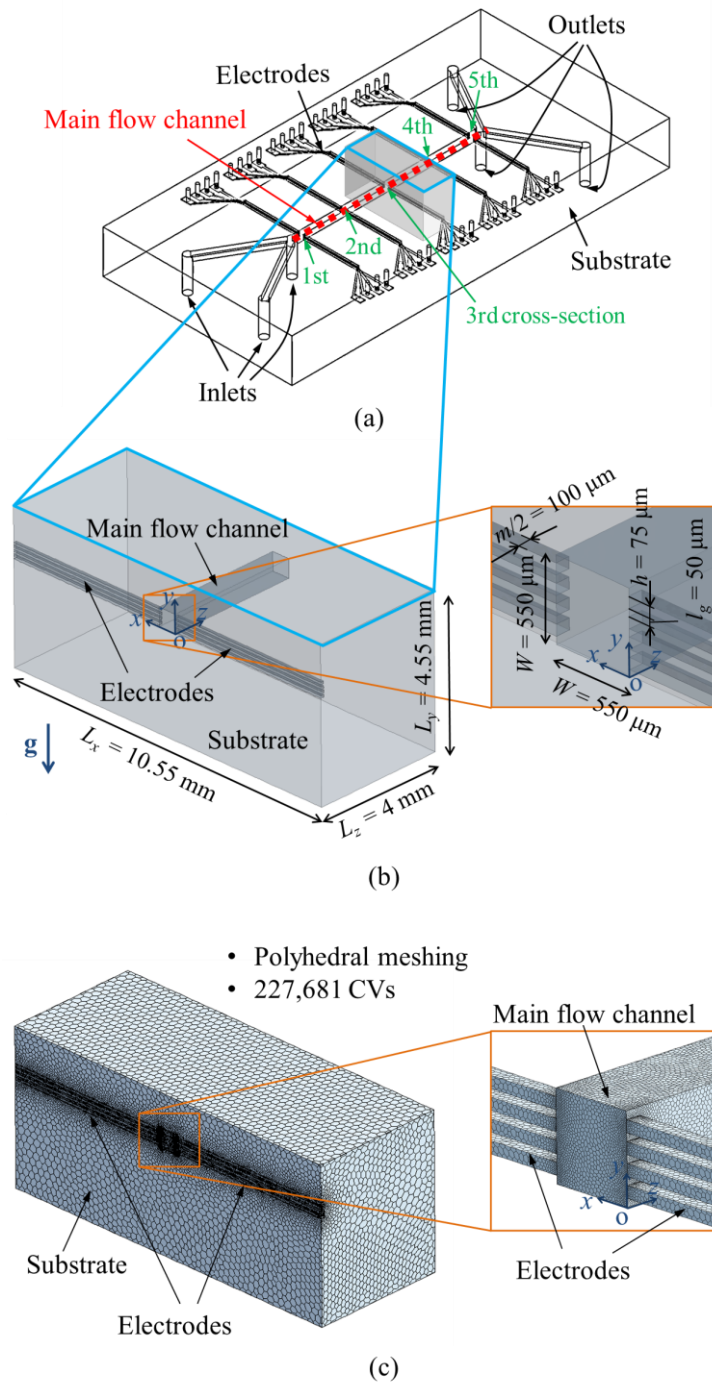 Outlets
Electrodes
5th
Main flow channel
4th
2nd
Substrate
1st
3rd cross-section
Inlets
(a)
m/2 = 100 μm
h = 75 μm
l_g = 50 μm
Main flow channel
W = 550 μm
y
x
z
o
y
x
z
o
Electrodes
W = 550 μm
L_y = 4.55 mm
Substrate
g
L_x = 10.55 mm
L_z = 4 mm
(b)
• Polyhedral meshing
• 227,681 CVs
Main flow channel
y
x
z
o
Substrate
Electrodes
Electrodes
(c)